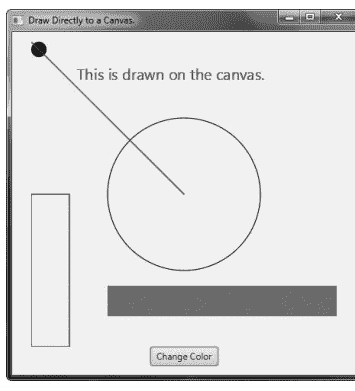 Draw Directly to a Canvas.
This is drawn on the canvas.
Change Color